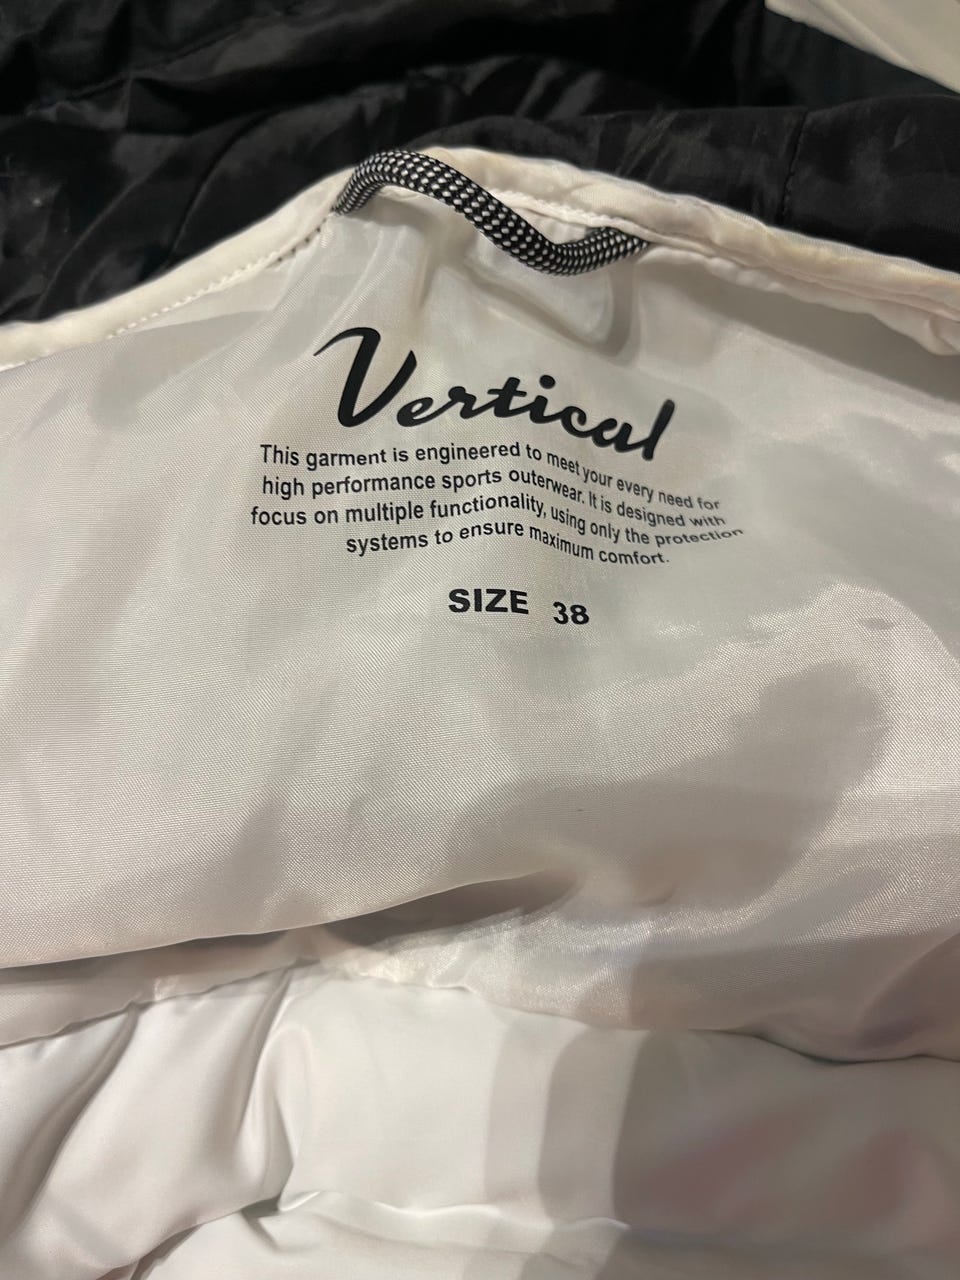 Vertical
This garment is engineered to meet your every need for
high performance sports outerwear. It is designed with
focus on multiple functionality, using only the protection
systems to ensure maximum comfort.
SIZE 38